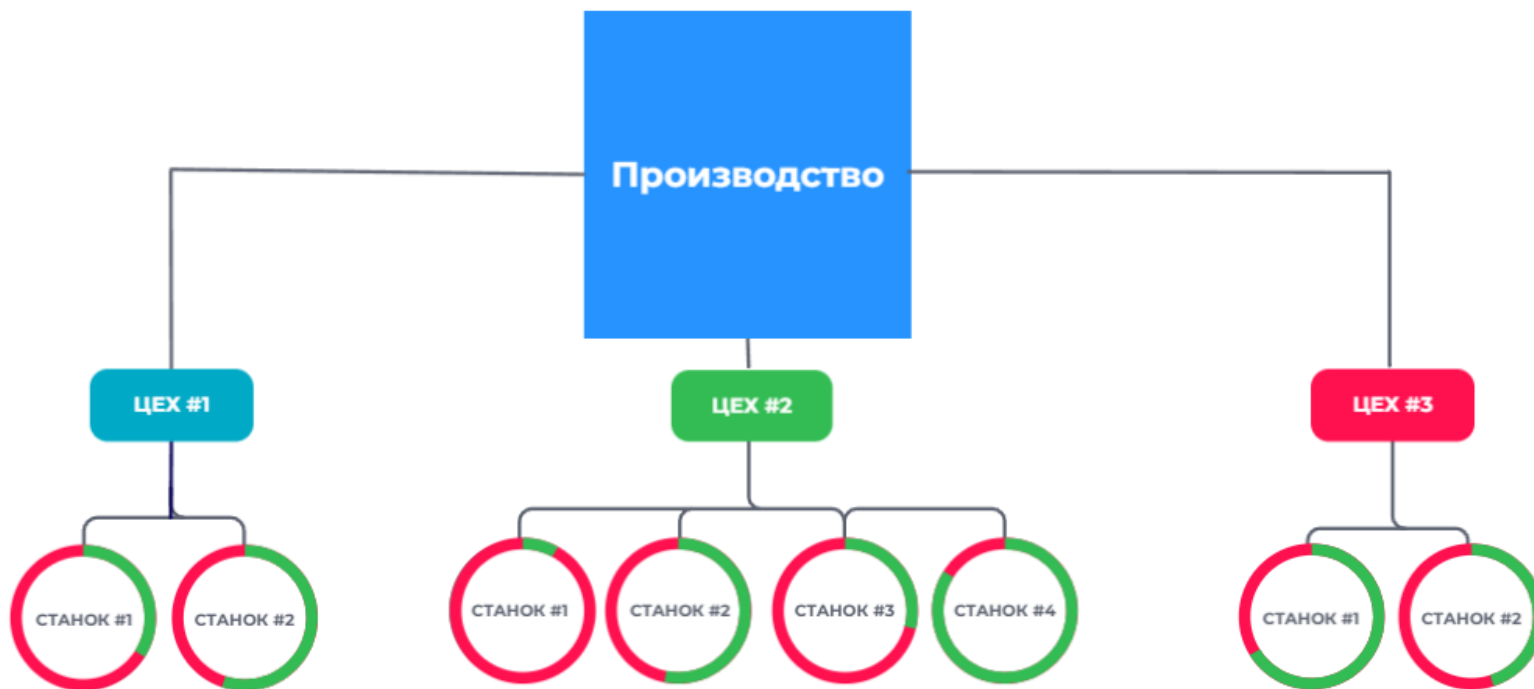 Производство
ЦЕХ #1
ЦЕХ #2
ЦЕХ #3
СТАНОК #1
СТАНОК #2
СТАНОК #1
СТАНОК #2
СТАНОК #3
СТАНОК #4
СТАНОК #1
СТАНОК #2